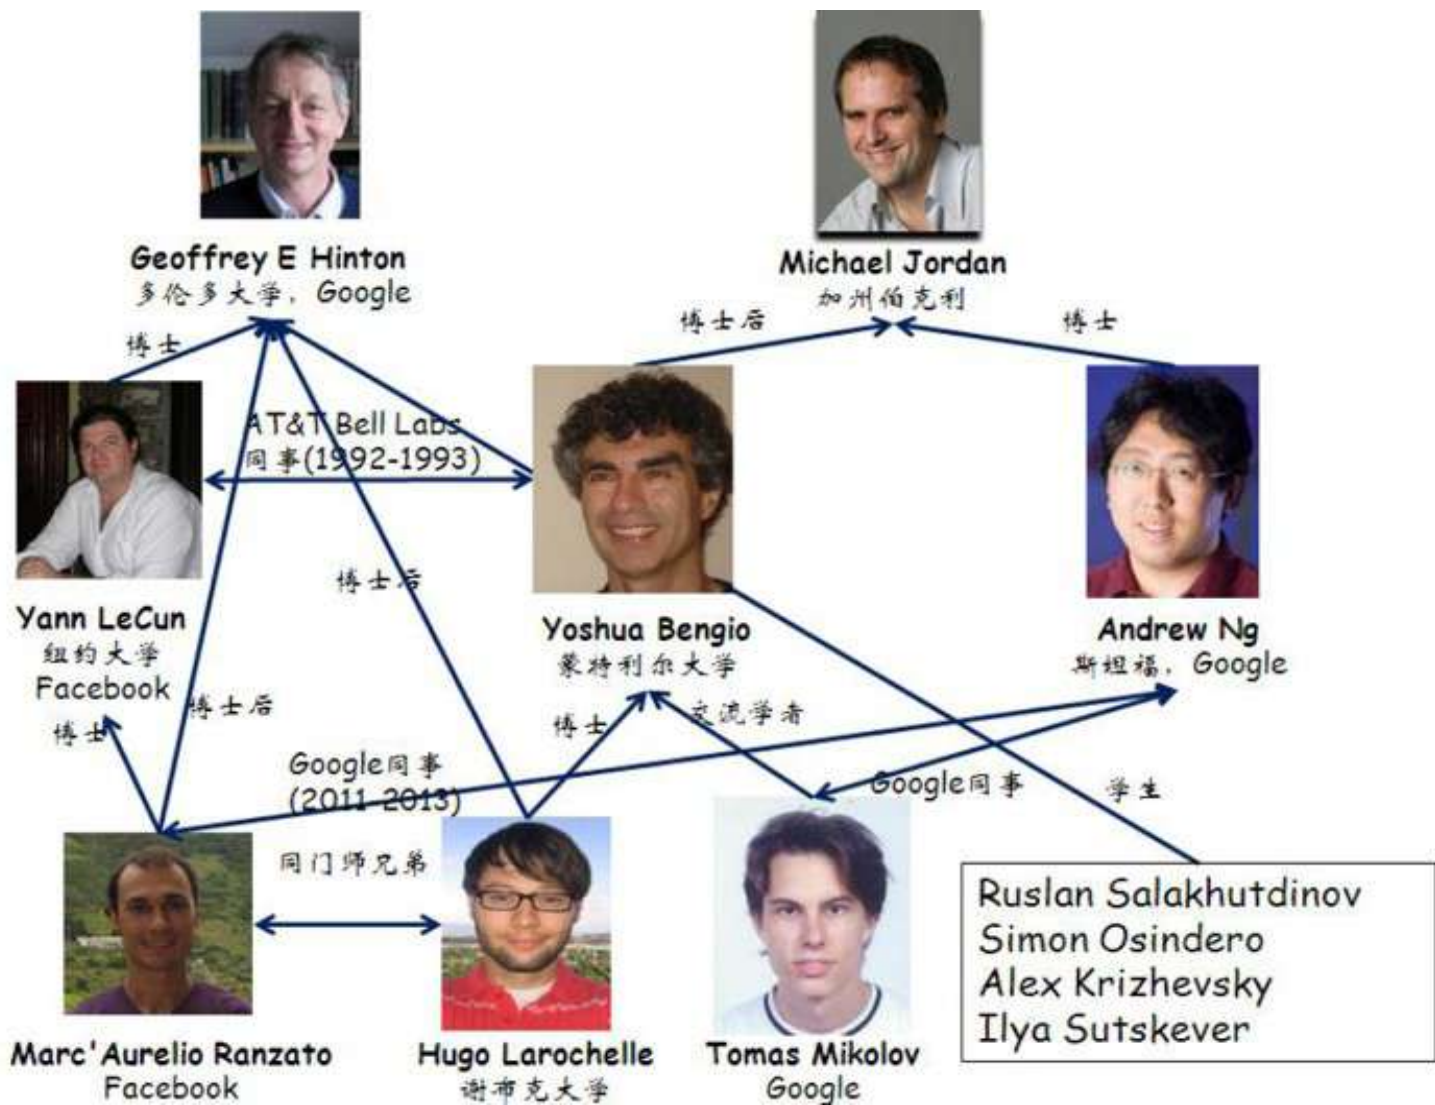 Geoffrey E Hinton
多伦多大学, Google
Michael Jordan
加州伯克利
博士
博士后
博士
AT&T Bell Labs
同事(1992-1993)
博士后
Yann LeCun
纽约大学
Facebook
Yoshua Bengio
蒙特利尔大学
Andrew Ng
斯坦福, Google
博士
博士后
博士
交流学者
Google同事
(2011-2013)
Google同事
学生
同门师兄弟
Ruslan Salakhutdinov
Simon Osindero
Alex Krizhevsky
Ilya Sutskever
Marc'Aurelio Ranzato
Facebook
Hugo Larochelle
谢布克大学
Tomas Mikolov
Google